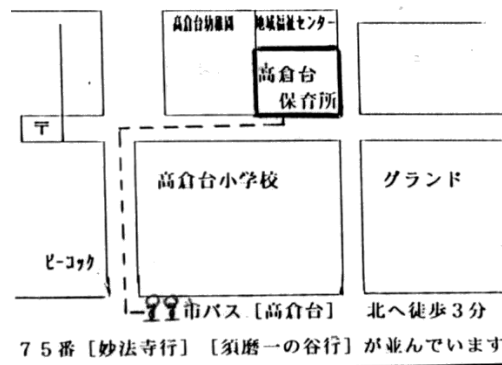 高倉台幼稚園 地域福祉センター
高倉台
保育所
〒
高倉台小学校 グランド
ピーコック
市バス [高倉台] 北へ徒歩3分
75番 [妙法寺行] [須磨一の谷行] が並んでいます